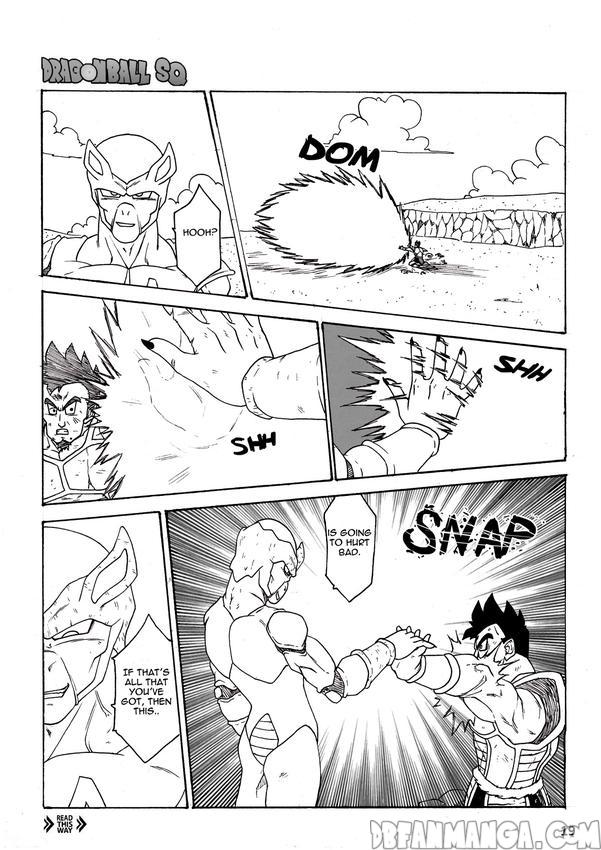 DRAGONBALL SQ
HOOH?
DOM
SHH
SHH
IF THAT'S
ALL THAT
YOU'VE
GOT, THEN
THIS..
IS GOING
TO HURT
BAD.
SNAP
READ
THIS
WAY
19
DBFANMANGA.COM